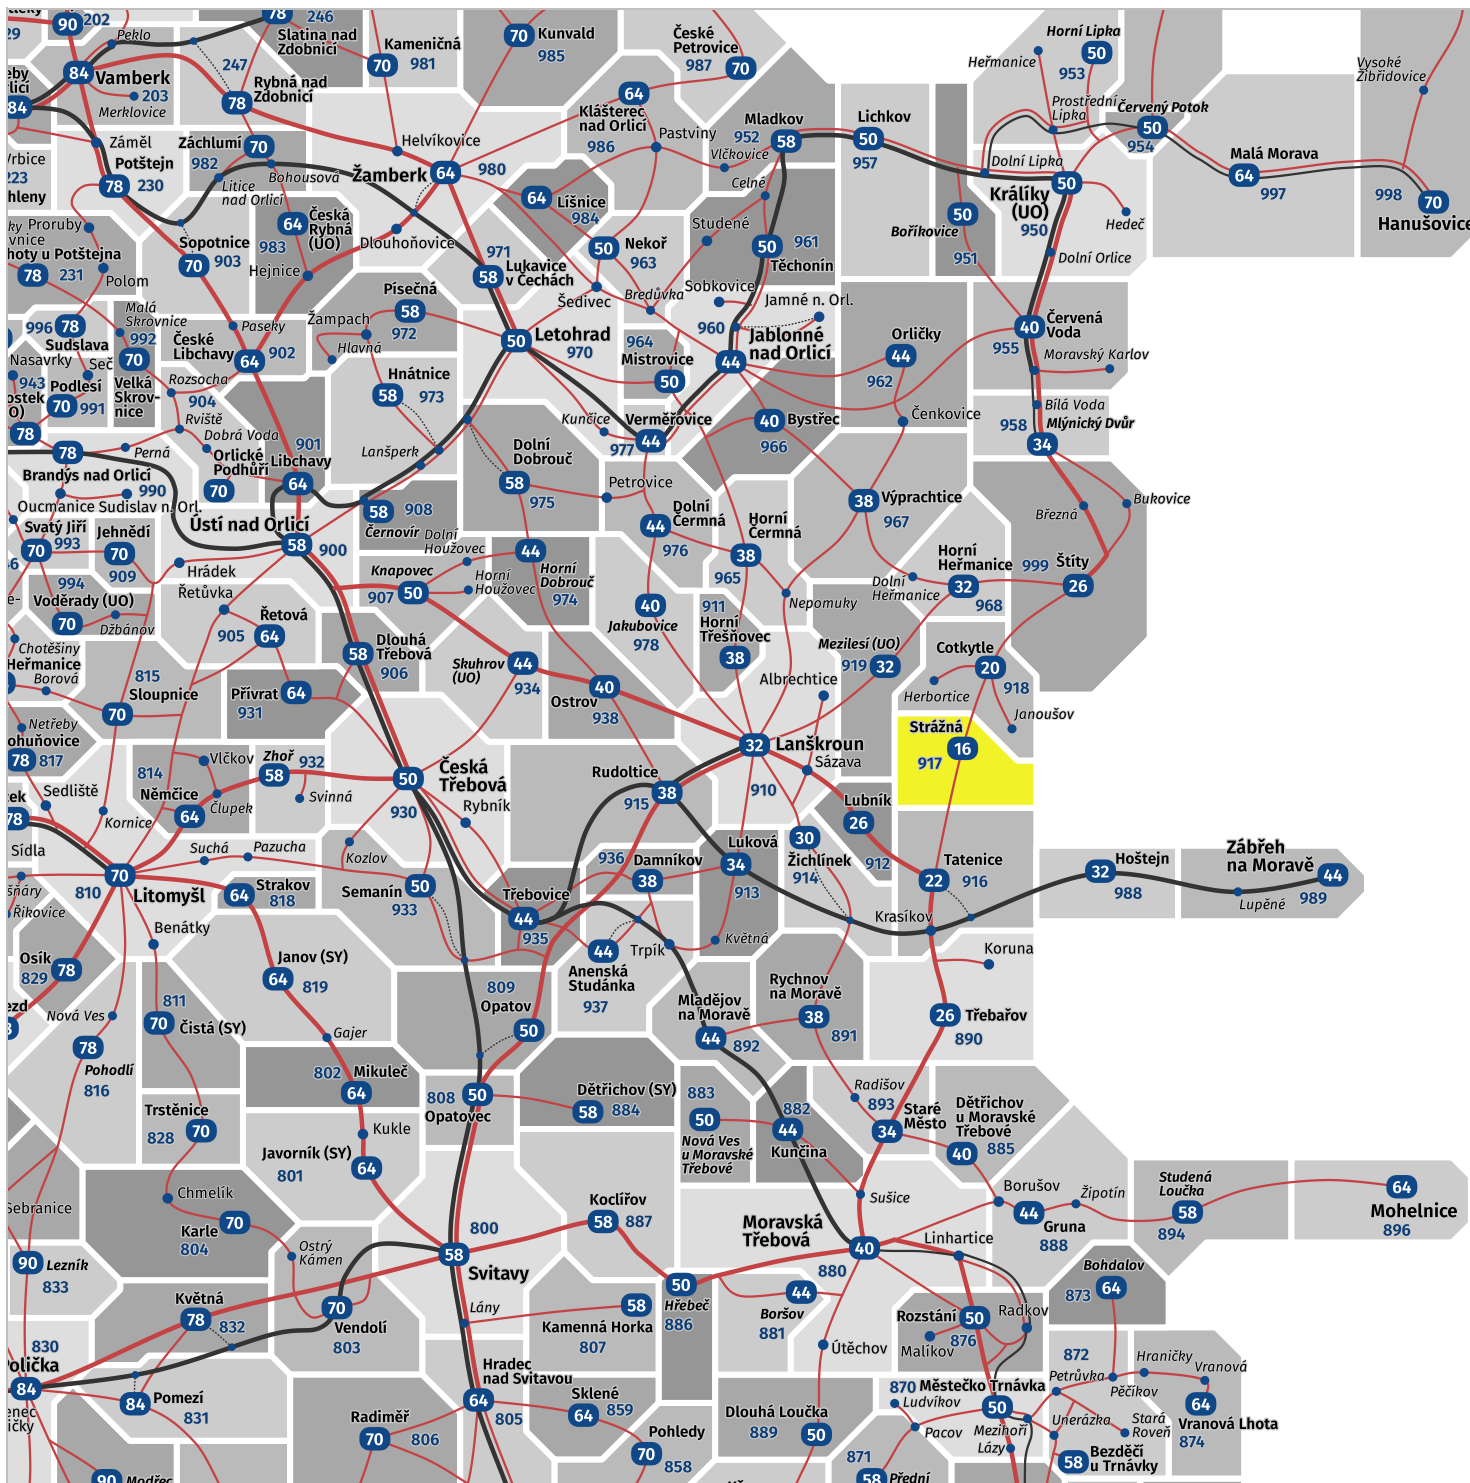 90
202
Peklo
78
246
Slatina nad
Zdobnicí
Kameničná
70
981
70
Kunvald
985
České
Petrovice
987
70
Heřmanice
Horní Lipka
50
953
Vysoké
Žibřidovice
84
Vamberk
203
Merklovice
247
Rybná nad
Zdobnicí
78
64
Klášterec
nad Orlicí
986
Prostřední
Lipka
Červený Potok
50
954
84
Záměl
Potštejn
78
230
Záchlumí
70
982
Litice
nad Orlicí
Bohousová
Helvíkovice
Žamberk
64
64
980
Pastviny
Vlčkovice
Mladkov
952
58
Lichkov
50
957
Dolní Lipka
Králíky
(UO)
50
950
Malá Morava
64
997
998
70
Hanušovice
223
Proruby
78
231
Polom
Sopotnice
70
903
64
Česká
Rybná
(UO)
983
Hejnice
Dlouhoňovice
64
Líšnice
984
Celné
Studené
50
961
Těchonín
Boříkovice
50
951
Hedeč
Dolní Orlice
971
58
Lukavice
v Čechách
50
Nekoř
963
Šedivec
Bredůvka
Sobkovice
Jamné n. Orl.
996
78
Sudslava
Malá
Skrovnice
992
70
Velká
Skrov-
nice
Paseky
České
Libchavy
64
902
Písečná
58
972
Žampach
Hlavná
50
Letohrad
970
964
Mistrovice
50
960
Jablonné
nad Orlicí
44
Orličky
44
962
40
Červená
Voda
955
Moravský Karlov
Nasavrky
943
Seč
Podlesí
70
991
78
Rozsocha
904
Rviště
Dobrá Voda
Orlické
Podhůří
70
901
Libchavy
64
Hnátnice
58
973
Lanšperk
Kunčice
977
Verměřovice
44
40
Bystřec
966
Čenkovice
Bílá Voda
958
Mlýnický Dvůr
34
78
Perná
Brandýs nad Orlicí
990
Oucmanice
Sudislav n. Orl.
Dolní
Dobrouč
58
975
Petrovice
58
908
Černovír
Dolní
Houžovec
Dolní
Čermná
44
976
Horní
Čermná
38
965
Výprachtice
38
967
Březná
Bukovice
Svatý Jiří
70
993
Jehnědí
70
909
Ústí nad Orlicí
58
900
Hrádek
Řetůvka
Knapovec
50
907
Horní
Houžovec
44
Horní
Dobrouč
974
Nepomuky
Dolní
Heřmanice
Horní
Heřmanice
32
968
Štíty
999
26
994
Voděrady (UO)
70
Džbánov
905
Řetová
64
40
Jakubovice
978
911
Horní
Třešňovec
38
Mezilesí (UO)
919
32
Cotkytle
20
918
Herbortice
Janoušov
Chotěšiny
Heřmanice
Borová
815
Sloupnice
70
Přívrat
64
931
58
Dlouhá
Třebová
906
Skuhrov
(UO)
44
934
40
Ostrov
938
Albrechtice
Netřeby
78
817
814
Vlčkov
Zhoř
932
58
Svinná
32
Lanškroun
Sázava
910
Strážná
16
917
Sedliště
Kornice
Němčice
64
Člupek
50
Česká
Třebová
930
Rybník
Rudoltice
38
915
Lubník
26
912
78
Sídla
Suchá
Pazucha
Kozlov
Luková
34
913
30
Žichlínek
914
Tatenice
22
916
Hoštejn
32
988
Zábřeh
na Moravě
44
Lupěné
989
810
70
Litomyšl
Strakov
64
818
Semanín
50
933
Třebovice
44
935
936
Damníkov
38
Řikovice
Benátky
44
Anenská
Studánka
937
Trpík
Květná
Krasíkov
Koruna
Osík
829
78
Janov (SY)
64
819
809
Opatov
50
Mladějov
na Moravě
44
892
Rychnov
na Moravě
38
891
26
Třebařov
890
Nová Ves
811
70
Čistá (SY)
Gajer
78
Pohodlí
816
802
Mikuleč
64
808
50
Opatovec
Dětřichov (SY)
58
884
883
50
Nová Ves
u Moravské
Třebové
882
44
Kunčina
Radišov
893
Staré
Město
34
Dětřichov
u Moravské
Třebové
40
885
Trstěnice
828
70
Kukle
Javorník (SY)
64
801
Sebranice
Chmelík
Karle
70
804
Ostrý
Kámen
800
58
Svitavy
Koclířov
58
887
Sušice
Moravská
Třebová
40
880
Borušov
Životín
44
Gruna
888
Studená
Loučka
58
894
64
Mohelnice
896
90
Lezník
833
Linhartice
Květná
78
832
70
Vendolí
803
Lány
58
Kamenná Horka
807
50
Hřebeč
886
44
Boršov
881
Útěchov
Rozstání
50
876
Malíkov
Radkov
Bohdalov
64
873
830
Polička
84
84
Pomezí
831
Hradec
nad Svitavou
64
805
Sklené
64
859
870
Městečko Trnávka
50
Ludvíkov
Pacov
872
Petrůvka
Pěčíkov
Hraničky
Vranová
64
Vranová Lhota
874
Radiměř
70
806
Pohledy
70
858
Dlouhá Loučka
889
50
871
58
Přední
Mezihoří
Lázy
Unerázka
Stará
Roveň
58
Bezděčí
u Trnávky
90